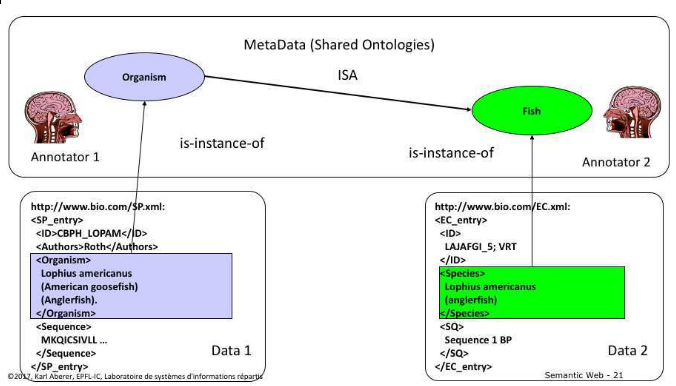 MetaData (Shared Ontologies)
Organism
ISA
Fish
Annotator 1
is-instance-of
is-instance-of
Annotator 2
http://www.bio.com/SP.xml:
<SP_entry>
<ID>CBPH_LOPAM</ID>
<Authors>Roth</Authors>
<Organism>
Lophius americanus
(American goosefish)
(Anglerfish).
</Organism>
<Sequence>
MKQICSIVLL ...
</Sequence>
</SP_entry>
Data 1
http://www.bio.com/EC.xml:
<EC_entry>
<ID>
LAJAFGI_5; VRT
</ID>
<Species>
Lophius americanus
(anglerfish)
</Species>
<SQ>
Sequence 1 BP
</SQ>
</EC_entry>
Data 2
©2017, Karl Aberer, EPFL-IC, Laboratoire de systèmes d'informations répartis
Semantic Web - 21